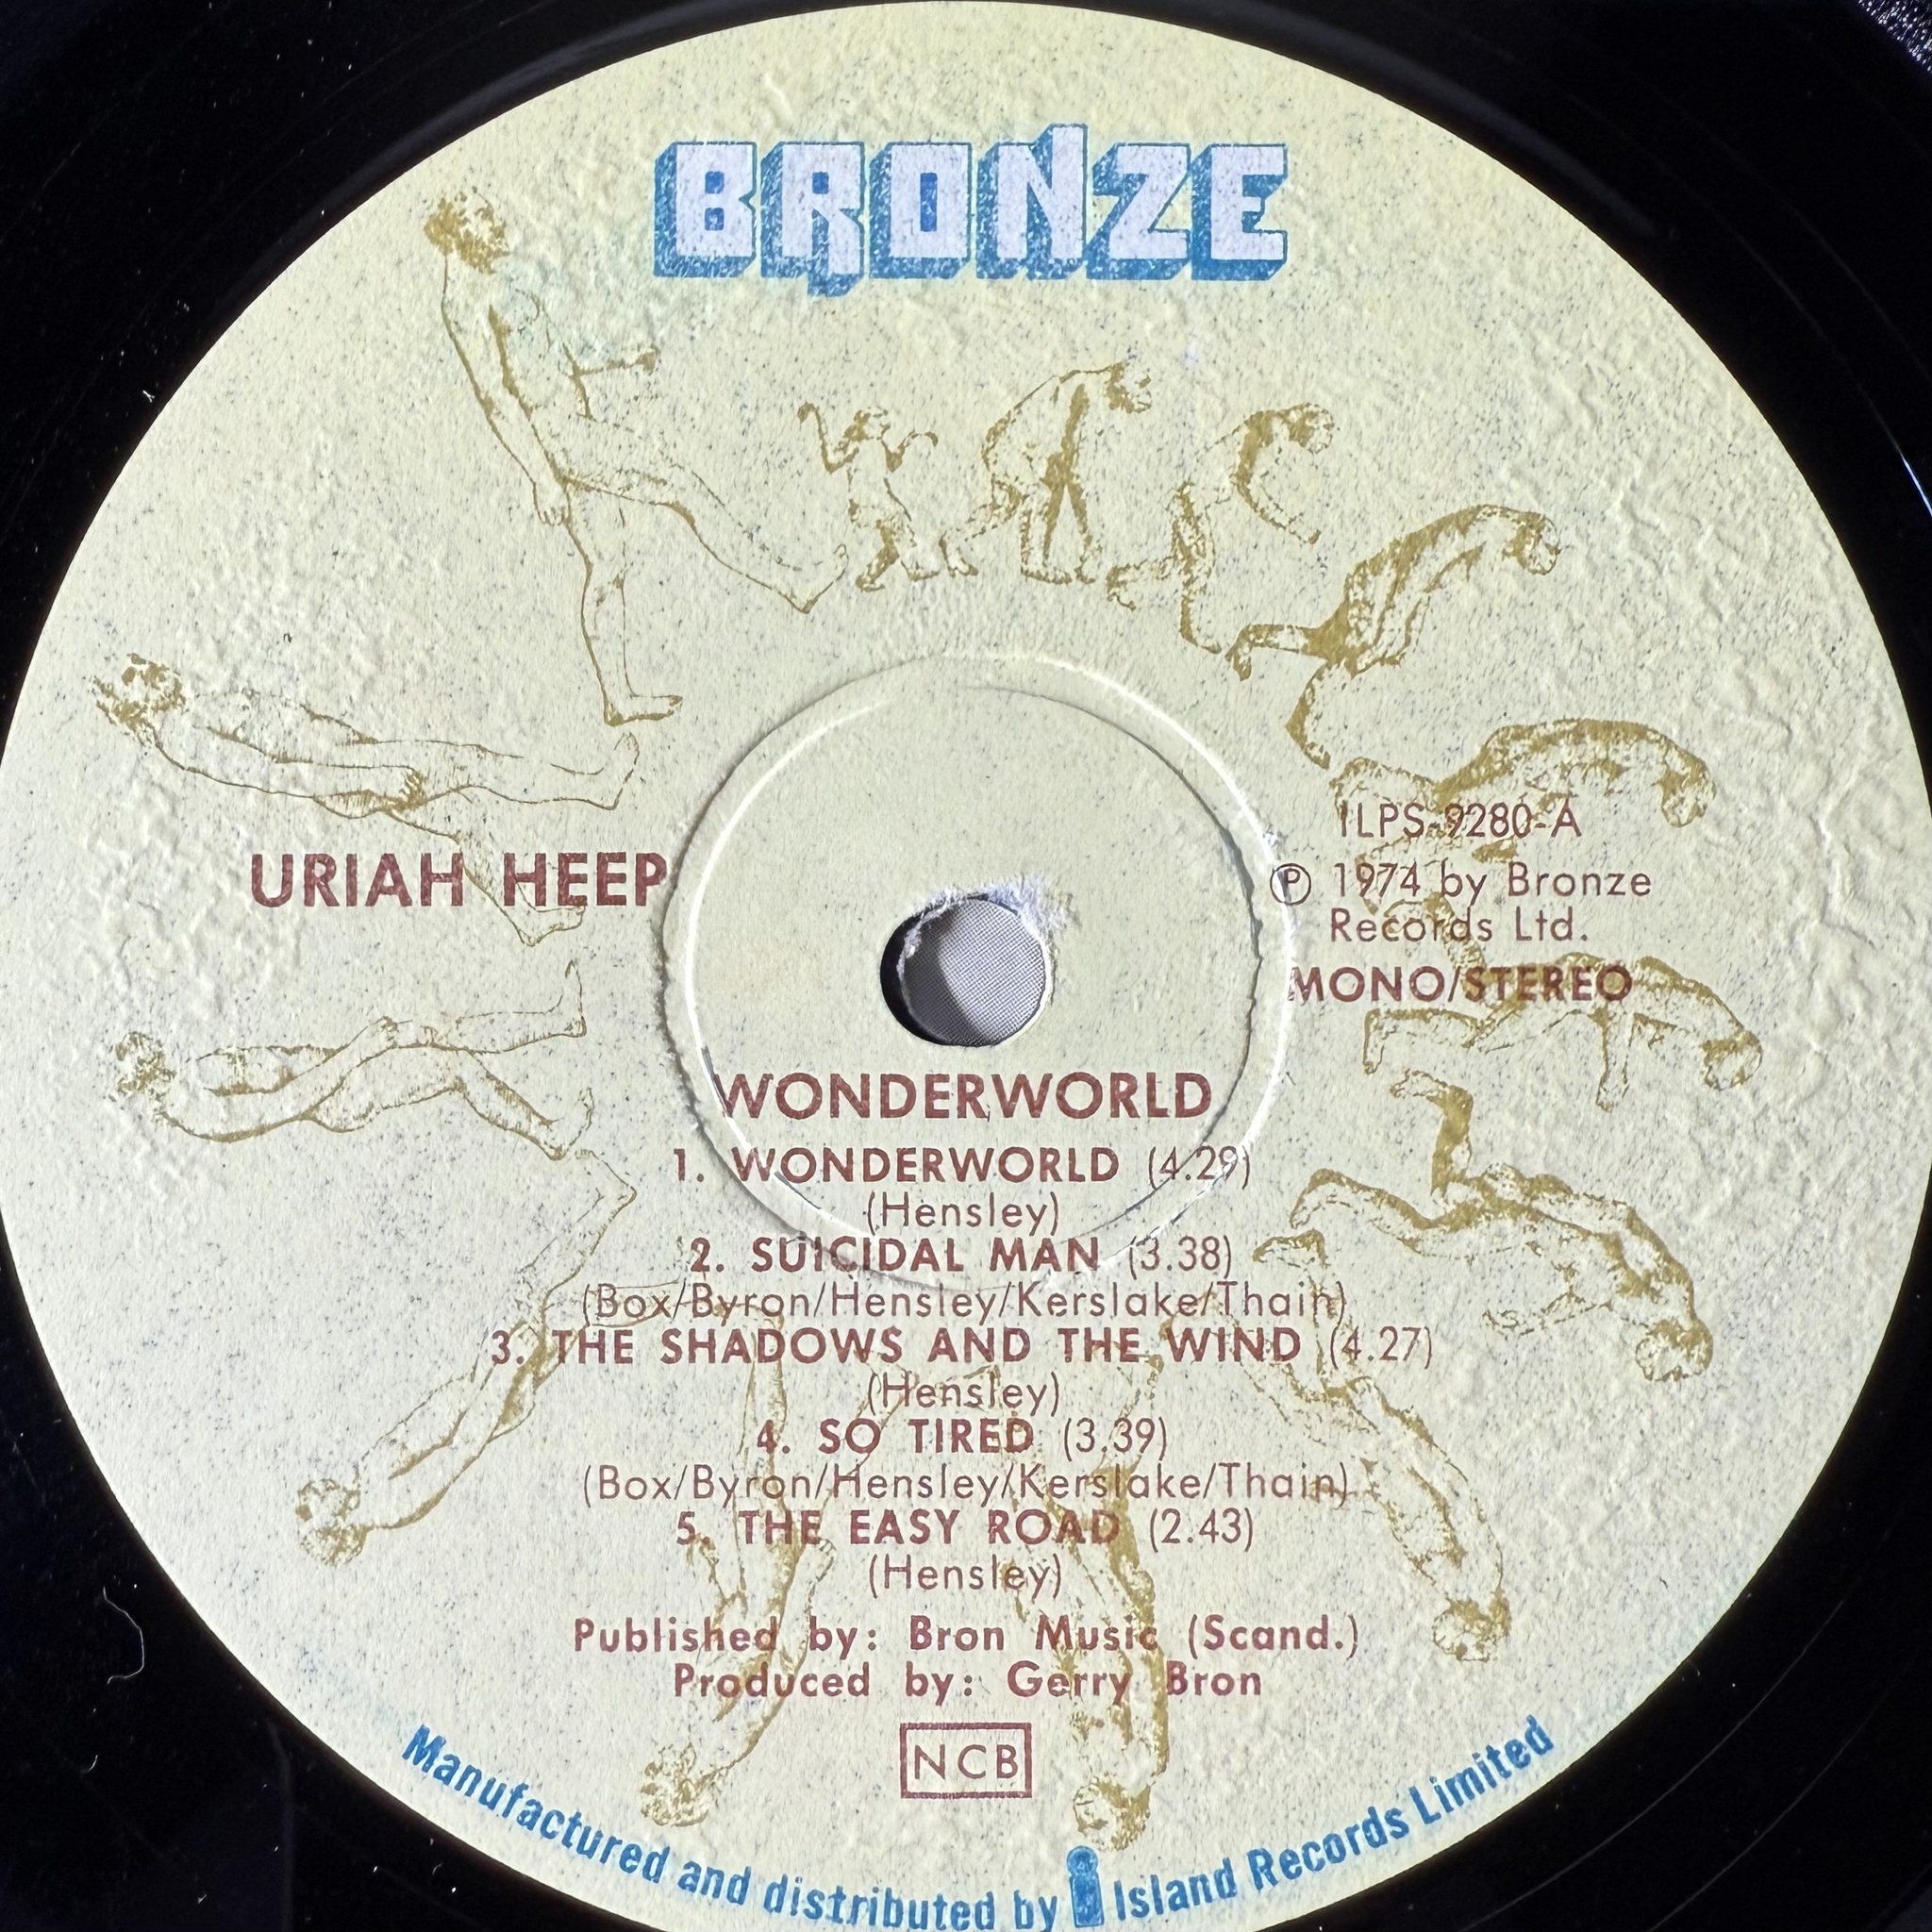 BRONZE
URIAH HEEP
ILPS-9280-A
Ⓟ 1974 by Bronze
Records Ltd.
MONO/STEREO
WONDERWORLD
1. WONDERWORLD (4.29)
(Hensley)
2. SUICIDAL MAN (3.38)
(Box/Byron/Hensley/Kerslake/Thain)
3. THE SHADOWS AND THE WIND (4.27)
(Hensley)
4. SO TIRED (3.39)
(Box/Byron/Hensley/Kerslake/Thain)
5. THE EASY ROAD (2.43)
(Hensley)
Published by: Bron Music (Scand.)
Produced by: Gerry Bron
NCB
Manufactured and distributed by Island Records Limited